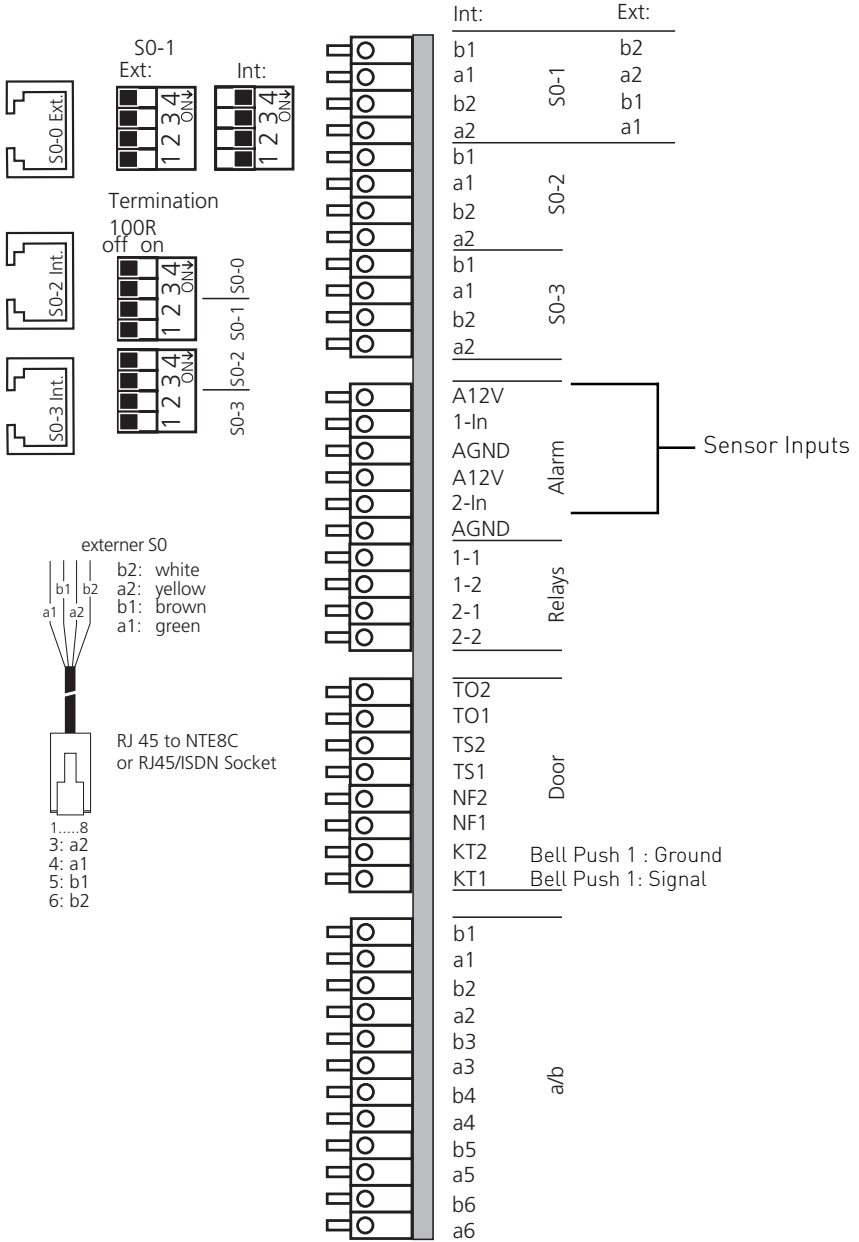 S0-1
Ext: Int:
S0-0 Ext.
1 2 3 4
ON
1 2 3 4
ON
Termination
100R
off on
S0-2 Int.
1 2 3 4
ON
S0-0
S0-1
S0-3 Int.
1 2 3 4
ON
S0-2
S0-3
externer S0
b1 b2
a1 a2
b2: white
a2: yellow
b1: brown
a1: green
RJ 45 to NTE8C
or RJ45/ISDN Socket
1.....8
3: a2
4: a1
5: b1
6: b2
Int: Ext:
b1 b2
a1 a2
b2 b1
a2 a1
S0-1
b1
a1
b2
a2
S0-2
b1
a1
b2
a2
S0-3
A12V
1-In
AGND
A12V
2-In
AGND
Alarm
Sensor Inputs
1-1
1-2
2-1
2-2
Relays
TO2
TO1
TS2
TS1
NF2
NF1
KT2 Bell Push 1 : Ground
KT1 Bell Push 1: Signal
Door
b1
a1
b2
a2
b3
a3
b4
a4
b5
a5
b6
a6
a/b